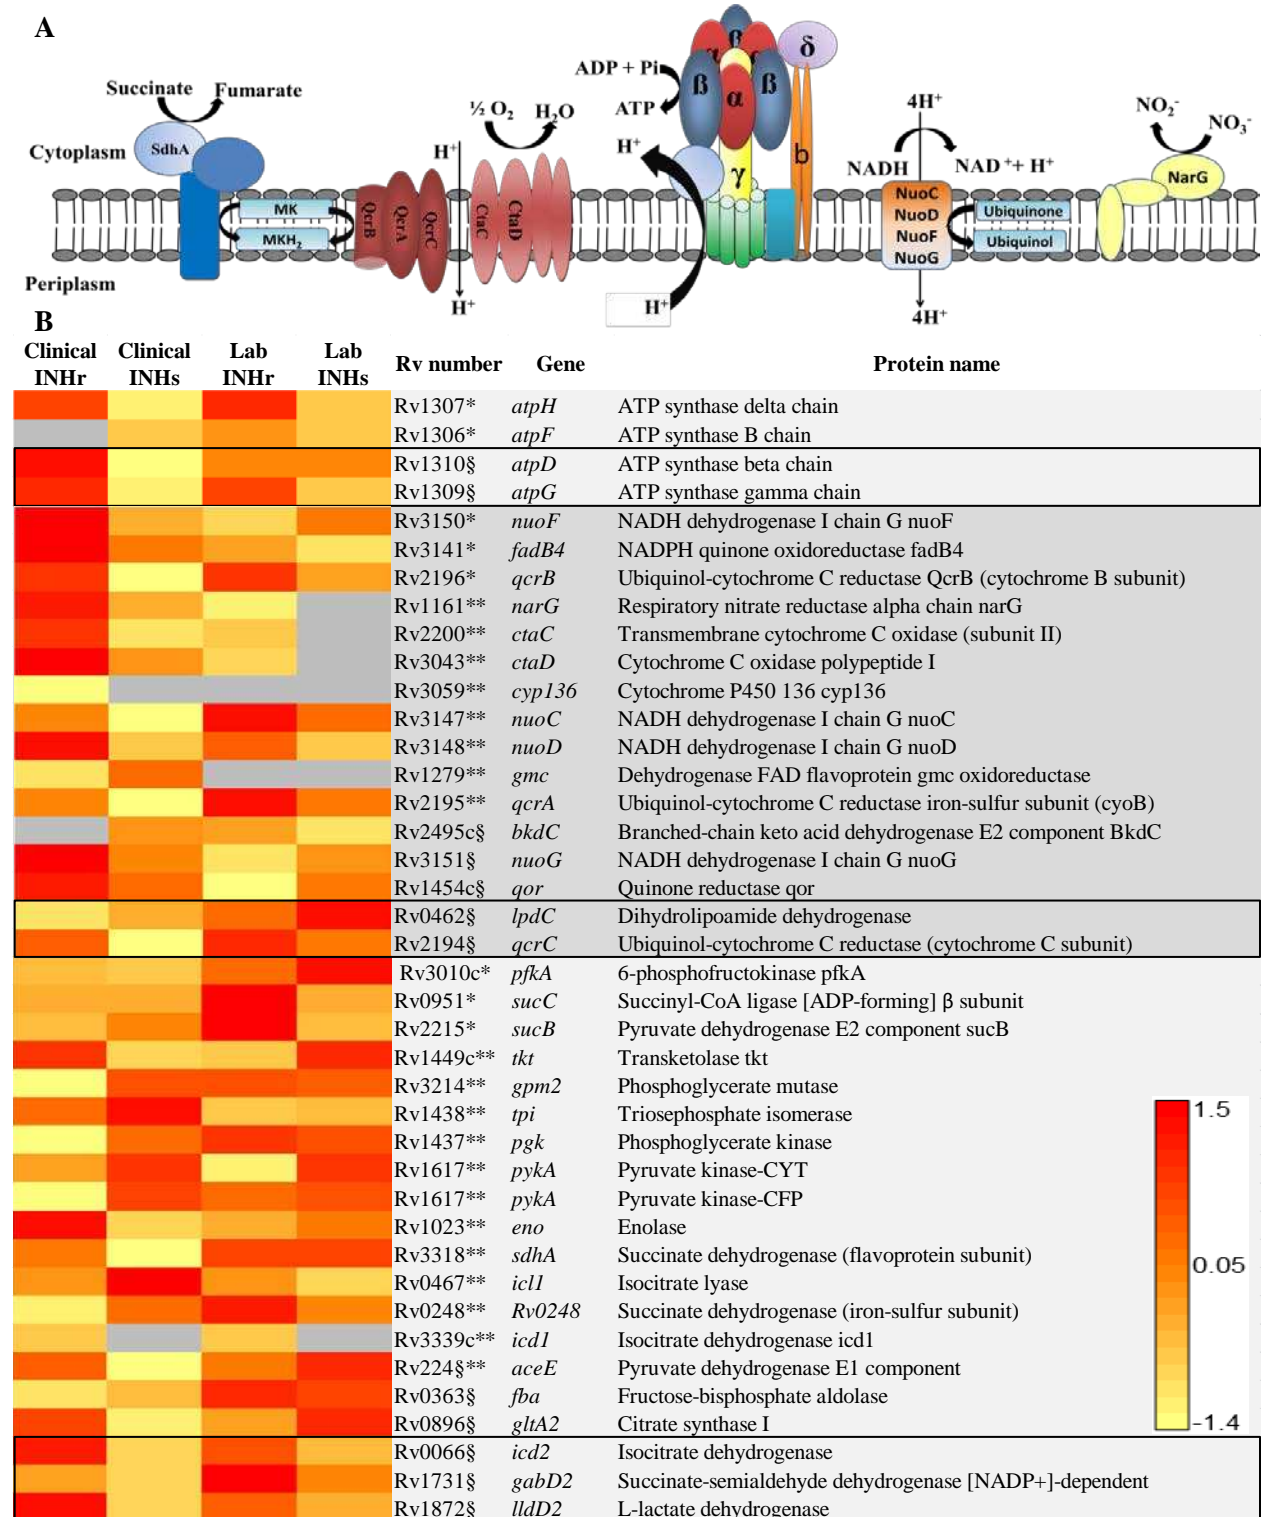 A
Succinate
Fumarate
SdhA
Cytoplasm
Periplasm
MK
MKH2
QcrB
QcrA
QcrC
H+
H+
½ O2
H2O
CtaC
CtaD
ADP + Pi
ATP
H+
H+
ß
α
ß
α
ß
γ
b
δ
4H+
NADH
NAD + + H+
NuoC
NuoD
NuoF
NuoG
4H+
Ubiquinone
Ubiquinol
NO2-
NO3-
NarG
B
Clinical INHr Clinical INHs Lab INHr Lab INHs Rv number Gene Protein name
Rv1307* atpH ATP synthase delta chain
Rv1306* atpF ATP synthase B chain
Rv1310§ atpD ATP synthase beta chain
Rv1309§ atpG ATP synthase gamma chain
Rv3150* nuoF NADH dehydrogenase I chain G nuoF
Rv3141* fadB4 NADPH quinone oxidoreductase fadB4
Rv2196* qcrB Ubiquinol-cytochrome C reductase QcrB (cytochrome B subunit)
Rv1161** narG Respiratory nitrate reductase alpha chain narG
Rv2200** ctaC Transmembrane cytochrome C oxidase (subunit II)
Rv3043** ctaD Cytochrome C oxidase polypeptide I
Rv3059** cyp136 Cytochrome P450 136 cyp136
Rv3147** nuoC NADH dehydrogenase I chain G nuoC
Rv3148** nuoD NADH dehydrogenase I chain G nuoD
Rv1279** gmc Dehydrogenase FAD flavoprotein gmc oxidoreductase
Rv2195** qcrA Ubiquinol-cytochrome C reductase iron-sulfur subunit (cyoB)
Rv2495c§ bkdC Branched-chain keto acid dehydrogenase E2 component BkdC
Rv3151§ nuoG NADH dehydrogenase I chain G nuoG
Rv1454c§ qor Quinone reductase qor
Rv0462§ lpdC Dihydrolipoamide dehydrogenase
Rv2194§ qcrC Ubiquinol-cytochrome C reductase (cytochrome C subunit)
Rv3010c* pfkA 6-phosphofructokinase pfkA
Rv0951* sucC Succinyl-CoA ligase [ADP-forming] β subunit
Rv2215* sucB Pyruvate dehydrogenase E2 component sucB
Rv1449c** tkt Transketolase tkt
Rv3214** gpm2 Phosphoglycerate mutase
Rv1438** tpi Triosephosphate isomerase
Rv1437** pgk Phosphoglycerate kinase
Rv1617** pykA Pyruvate kinase-CYT
Rv1617** pykA Pyruvate kinase-CFP
Rv1023** eno Enolase
Rv3318** sdhA Succinate dehydrogenase (flavoprotein subunit)
Rv0467** icl1 Isocitrate lyase
Rv0248** Rv0248 Succinate dehydrogenase (iron-sulfur subunit)
Rv3339c** icd1 Isocitrate dehydrogenase icd1
Rv224§** aceE Pyruvate dehydrogenase E1 component
Rv0363§ fba Fructose-bisphosphate aldolase
Rv0896§ gltA2 Citrate synthase I
Rv0066§ icd2 Isocitrate dehydrogenase
Rv1731§ gabD2 Succinate-semialdehyde dehydrogenase [NADP+]-dependent
Rv1872§ lldD2 L-lactate dehydrogenase
1.5
0.05
-1.4